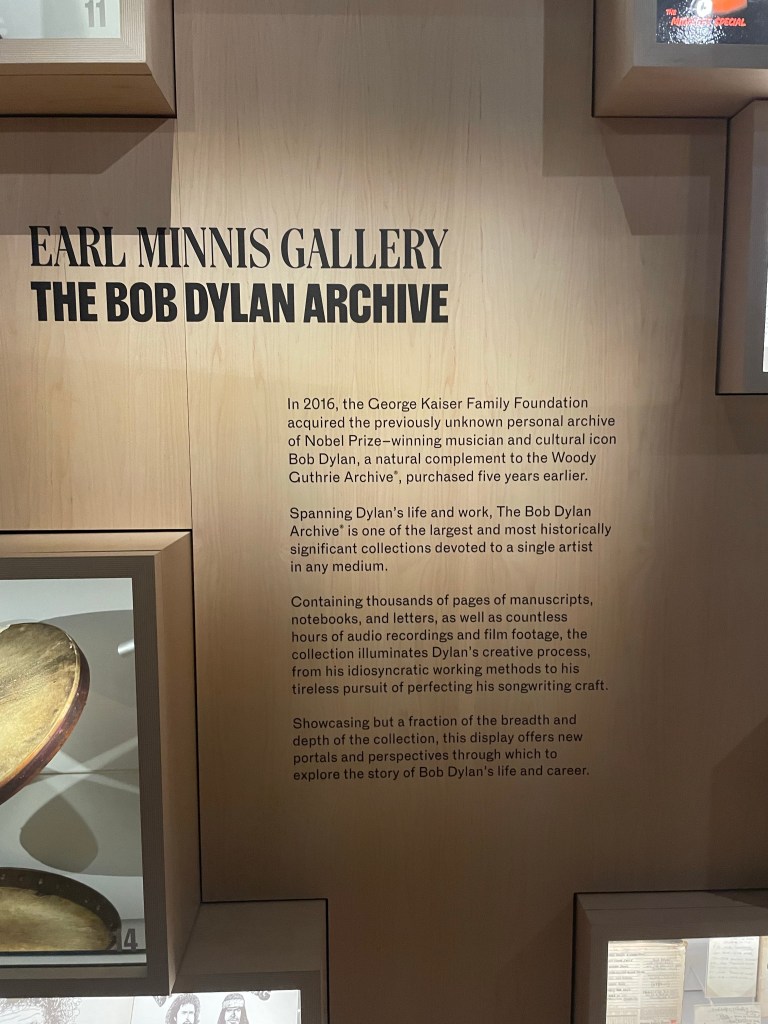 11
THE
MIDNIGHT SPECIAL
EARL MINNIS GALLERY
THE BOB DYLAN ARCHIVE
In 2016, the George Kaiser Family Foundation
acquired the previously unknown personal archive
of Nobel Prize–winning musician and cultural icon
Bob Dylan, a natural complement to the Woody
Guthrie Archive®, purchased five years earlier.
Spanning Dylan's life and work, The Bob Dylan
Archive® is one of the largest and most historically
significant collections devoted to a single artist
in any medium.
Containing thousands of pages of manuscripts,
notebooks, and letters, as well as countless
hours of audio recordings and film footage, the
collection illuminates Dylan's creative process,
from his idiosyncratic working methods to his
tireless pursuit of perfecting his songwriting craft.
Showcasing but a fraction of the breadth and
depth of the collection, this display offers new
portals and perspectives through which to
explore the story of Bob Dylan's life and career.
14